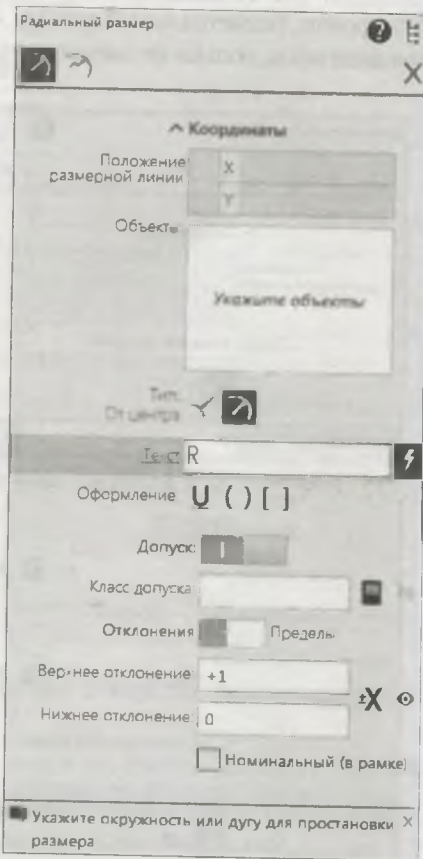 Радиальный размер
Координаты
Положение
размерной линии
X
Y
Объекты
Укажите объекты
Тип:
От центра
Текст R
Оформление: U ( ) [ ]
Допуск: I
Класс допуска:
Отклонения Пределы
Верхнее отклонение: +1
±X
Нижнее отклонение: 0
Номинальный (в рамке)
Укажите окружность или дугу для простановки
размера